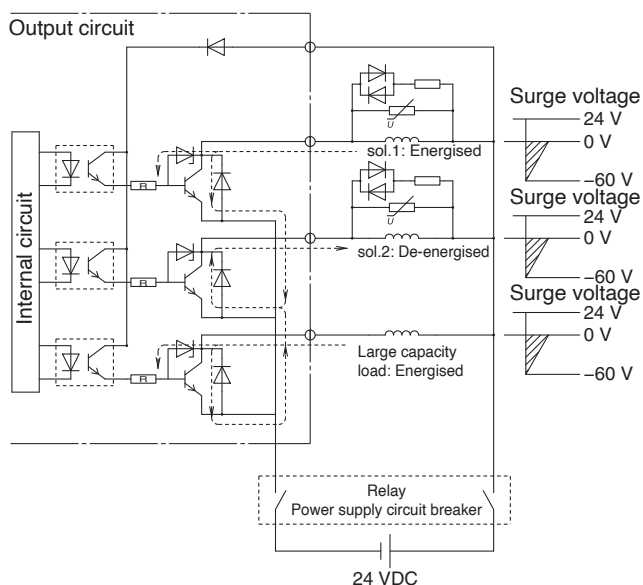 Output circuit
Internal circuit
R
R
R
U
sol.1: Energised
U
sol.2: De-energised
Large capacity
load: Energised
Surge voltage
24 V
0 V
−60 V
Surge voltage
24 V
0 V
−60 V
Surge voltage
24 V
0 V
−60 V
Relay
Power supply circuit breaker
24 VDC